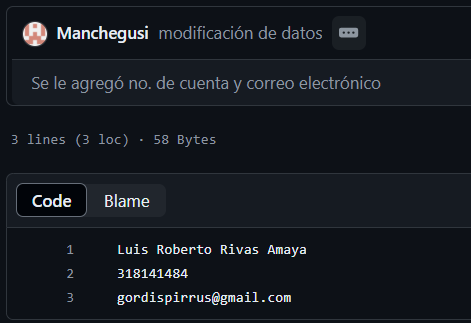 Manchegusi modificación de datos
Se le agregó no. de cuenta y correo electrónico
3 lines (3 loc) · 58 Bytes
Code Blame
1 Luis Roberto Rivas Amaya
2 318141484
3 gordispirrus@gmail.com